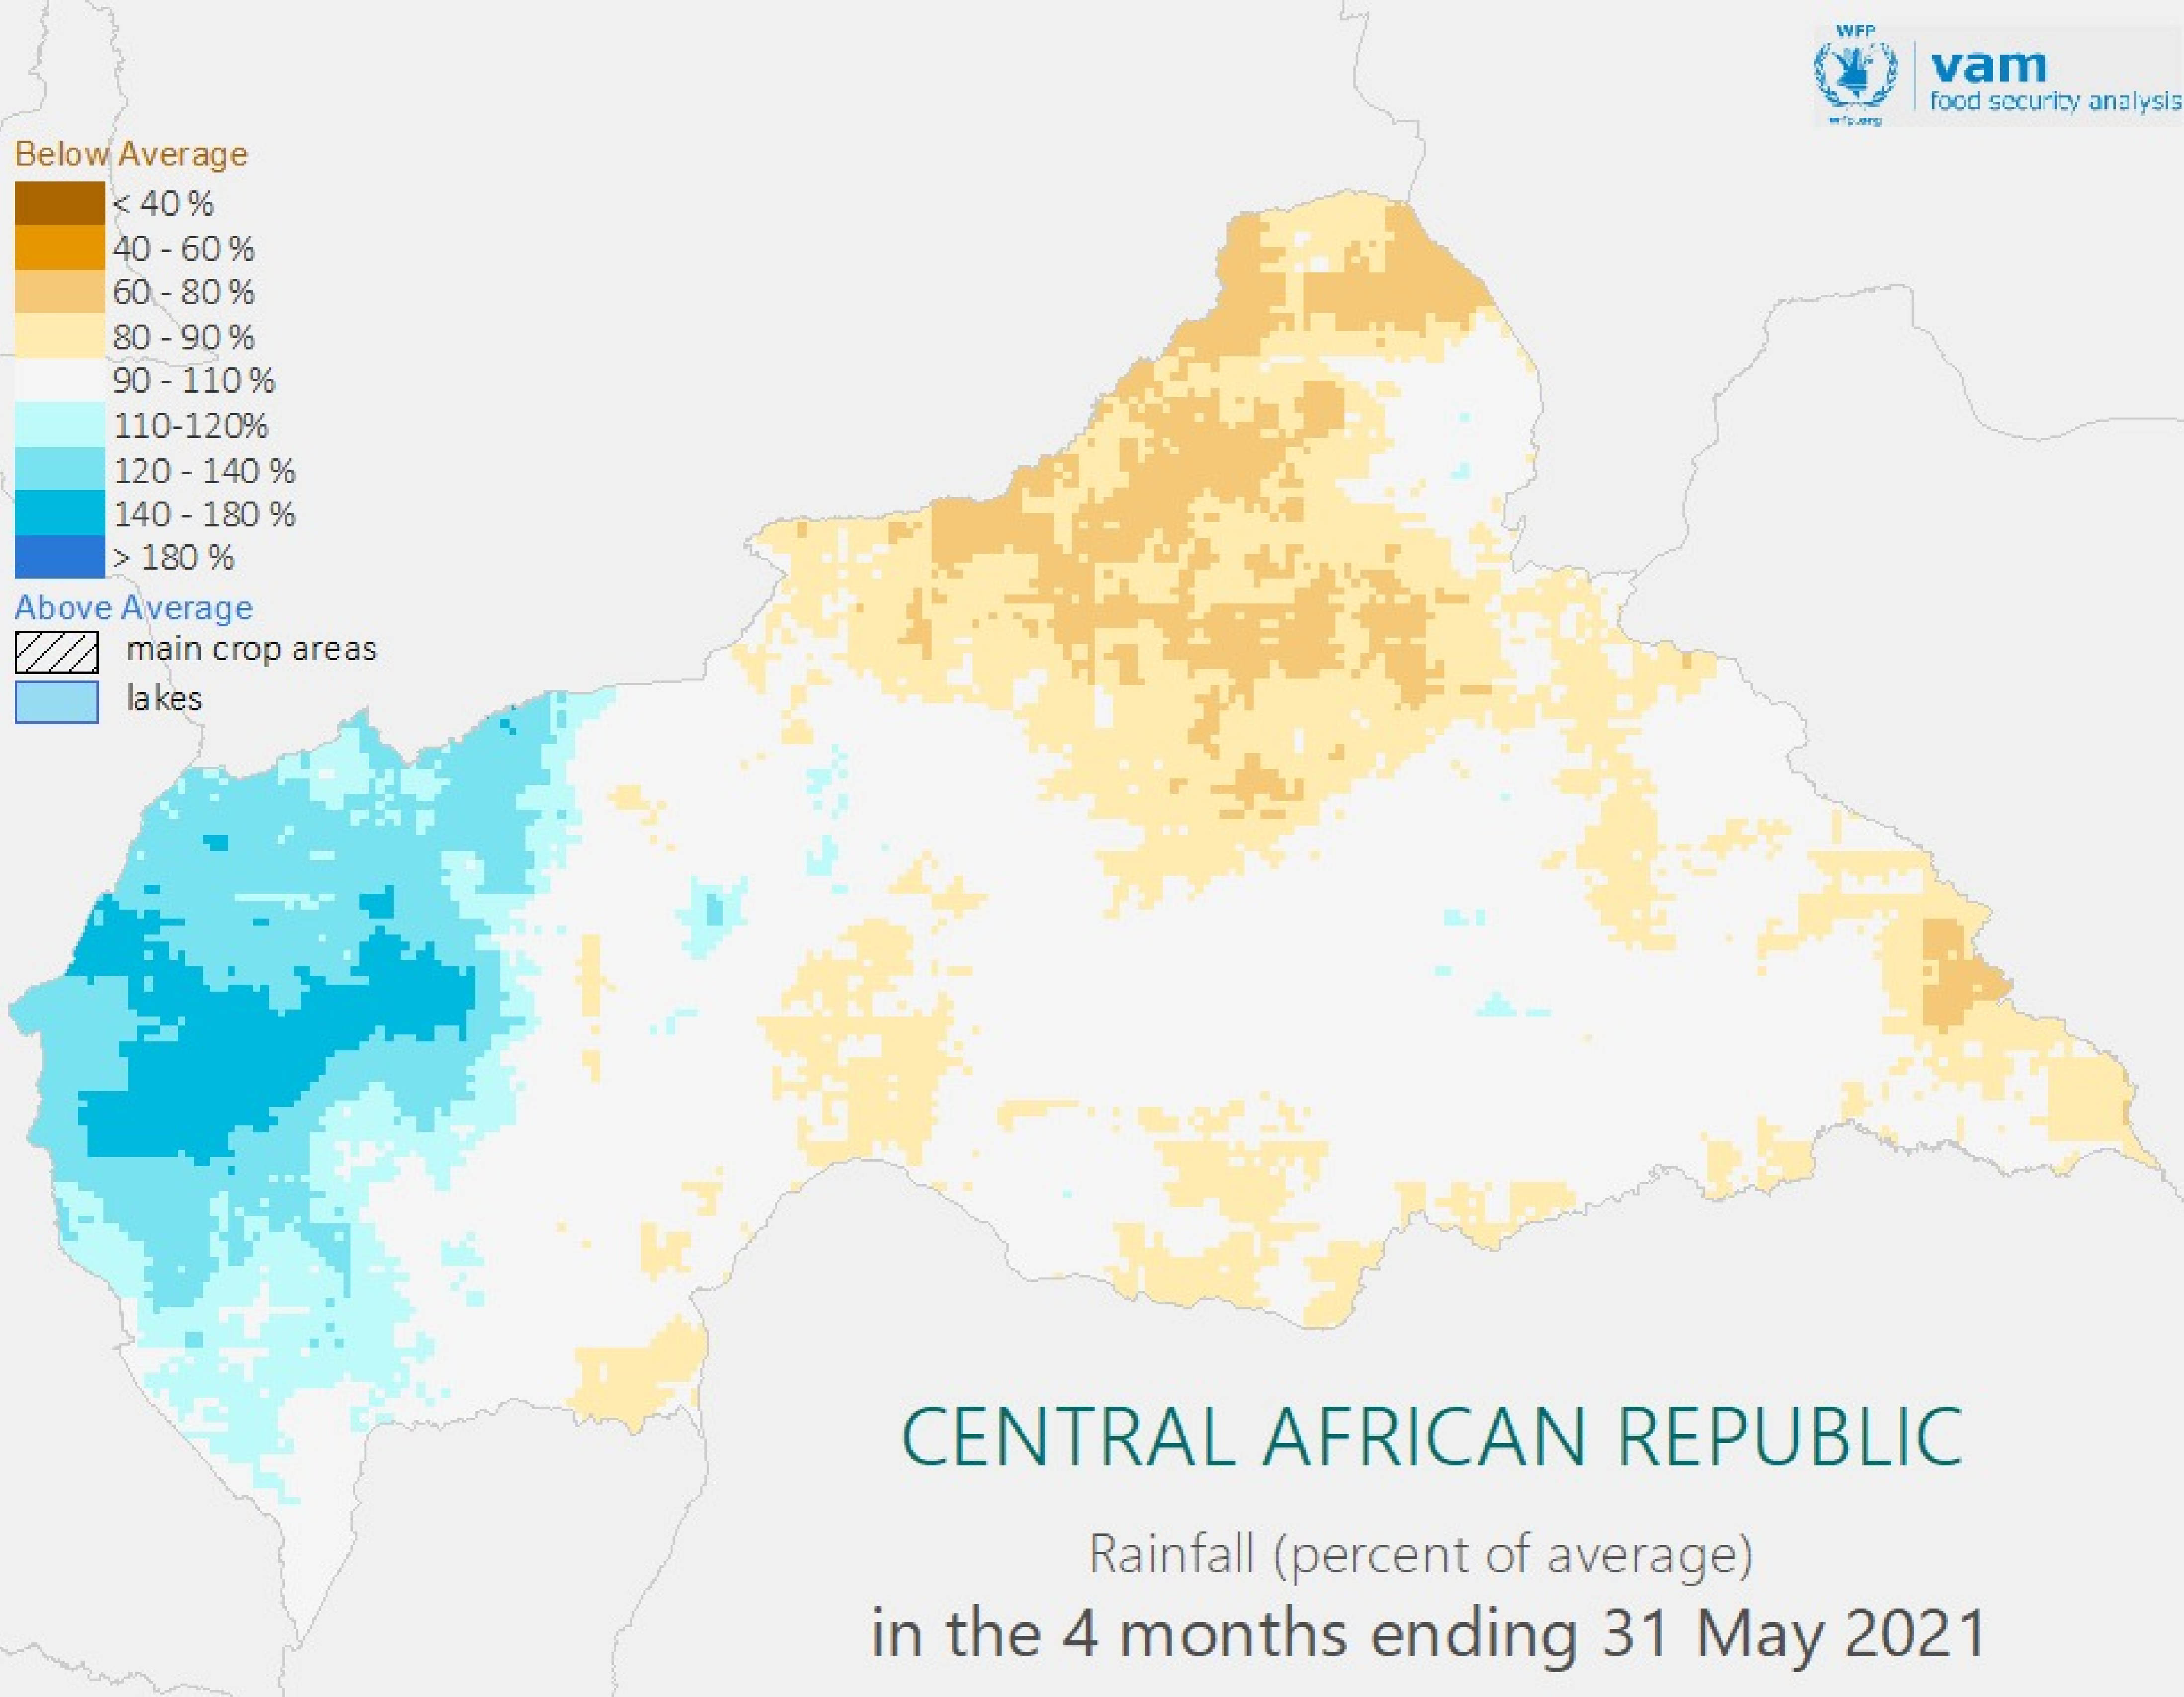 WFP
wfp.org
vam
food security analysis
Below Average
< 40 %
40 - 60 %
60 - 80 %
80 - 90 %
90 - 110 %
110-120%
120 - 140 %
140 - 180 %
> 180 %
Above Average
main crop areas
lakes
CENTRAL AFRICAN REPUBLIC
Rainfall (percent of average)
in the 4 months ending 31 May 2021